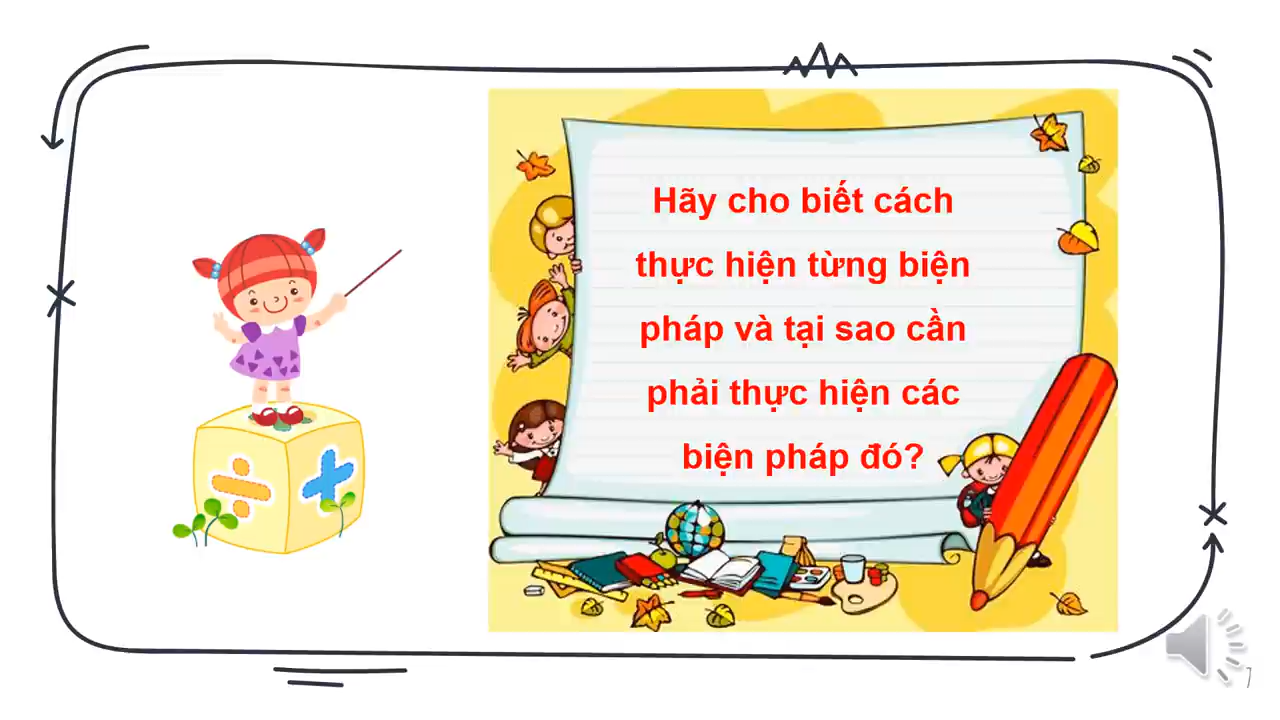 Hãy cho biết cách
thực hiện từng biện
pháp và tại sao cần
phải thực hiện các
biện pháp đó?
7